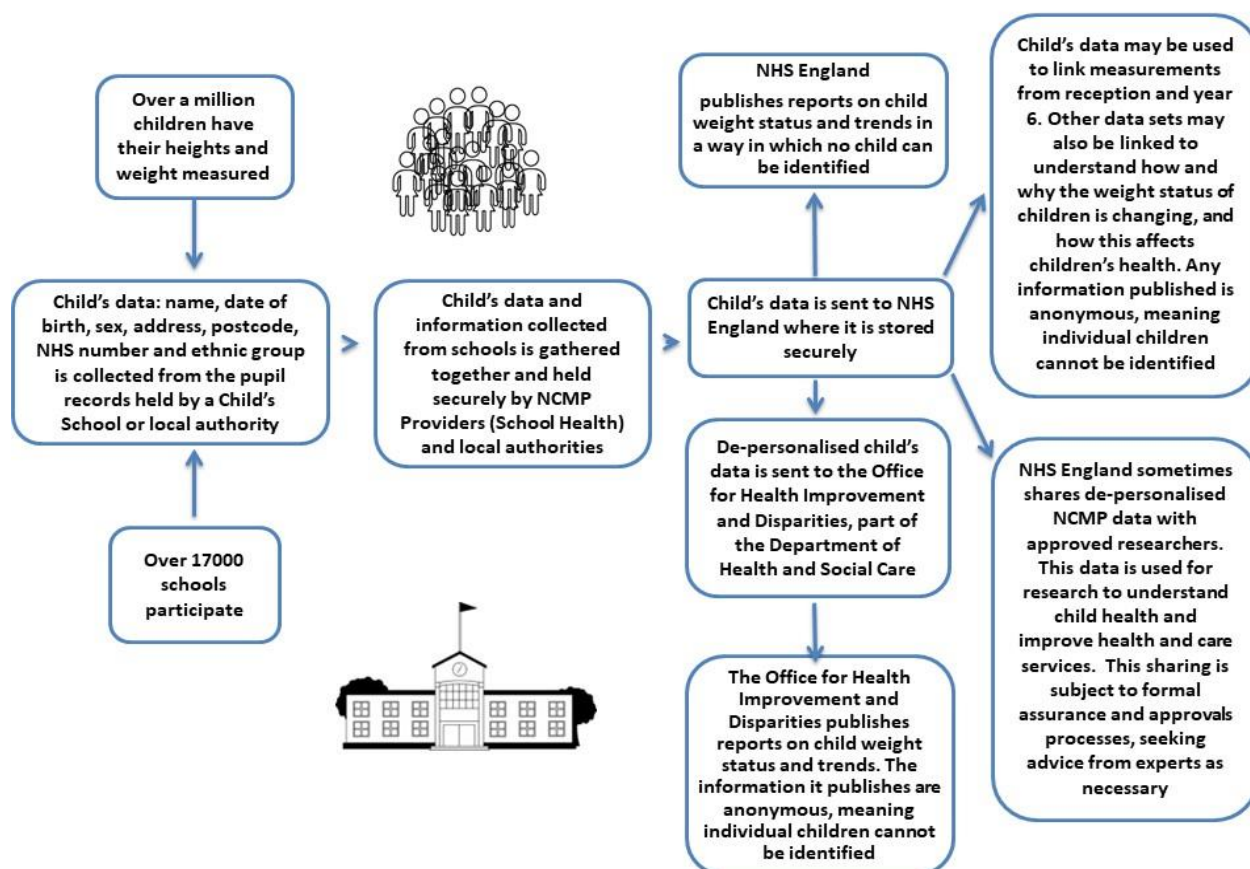 Over a million
children have
their heights and
weight measured
Child's data: name, date of
birth, sex, address, postcode,
NHS number and ethnic group
is collected from the pupil
records held by a Child's
School or local authority
Over 17000
schools
participate
Child's data and
information collected
from schools is gathered
together and held
securely by NCMP
Providers (School Health)
and local authorities
Child's data is sent to NHS
England where it is stored
securely
NHS England
publishes reports on child
weight status and trends in
a way in which no child can
be identified
Child's data may be used
to link measurements
from reception and year
6. Other data sets may
also be linked to
understand how and
why the weight status of
children is changing, and
how this affects
children's health. Any
information published is
anonymous, meaning
individual children
cannot be identified
De-personalised child's
data is sent to the Office
for Health Improvement
and Disparities, part of
the Department of
Health and Social Care
The Office for Health
Improvement and
Disparities publishes
reports on child weight
status and trends. The
information it publishes are
anonymous, meaning
individual children cannot
be identified
NHS England sometimes
shares de-personalised
NCMP data with
approved researchers.
This data is used for
research to understand
child health and
improve health and care
services. This sharing is
subject to formal
assurance and approvals
processes, seeking
advice from experts as
necessary